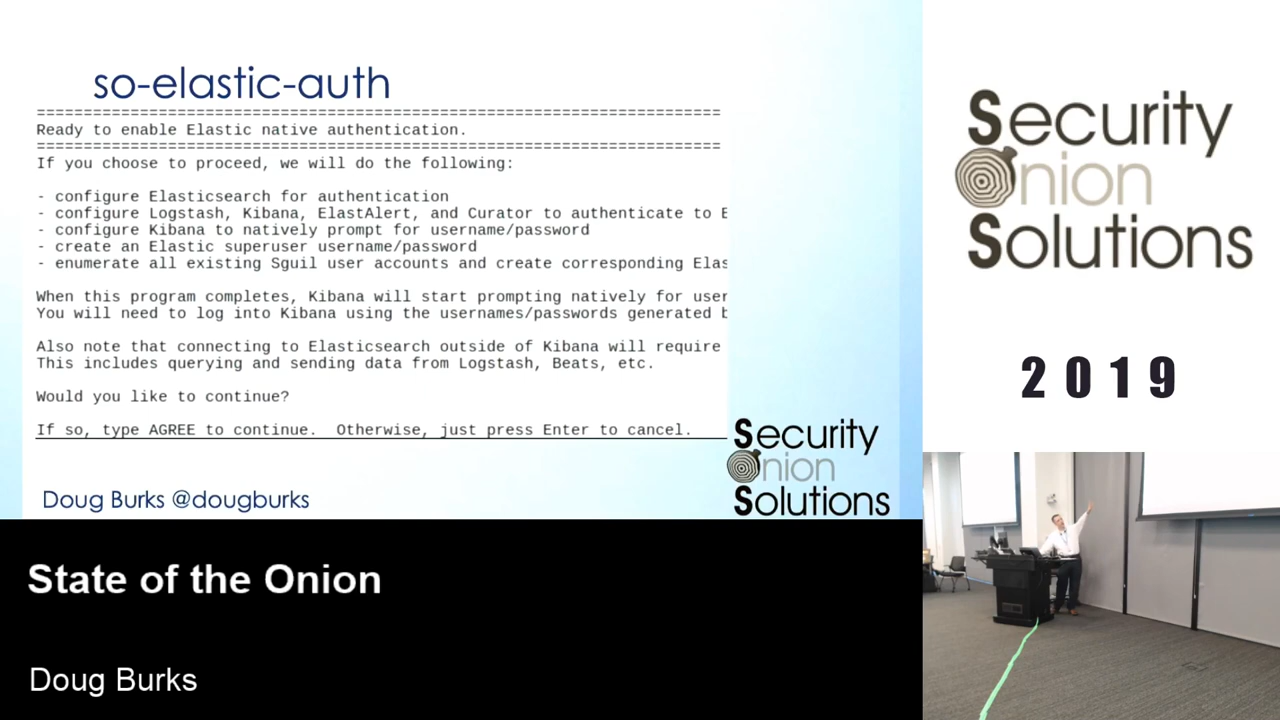 so-elastic-auth
=========================================================================
Ready to enable Elastic native authentication.
=========================================================================
If you choose to proceed, we will do the following:
- configure Elasticsearch for authentication
- configure Logstash, Kibana, ElastAlert, and Curator to authenticate to E
- configure Kibana to natively prompt for username/password
- create an Elastic superuser username/password
- enumerate all existing Sguil user accounts and create corresponding Elas
When this program completes, Kibana will start prompting natively for user
You will need to log into Kibana using the usernames/passwords generated b
Also note that connecting to Elasticsearch outside of Kibana will require
This includes querying and sending data from Logstash, Beats, etc.
Would you like to continue?
If so, type AGREE to continue.  Otherwise, just press Enter to cancel.
Doug Burks @dougburks
Security
Onion
Solutions
Security
Onion
Solutions
2019
State of the Onion
Doug Burks